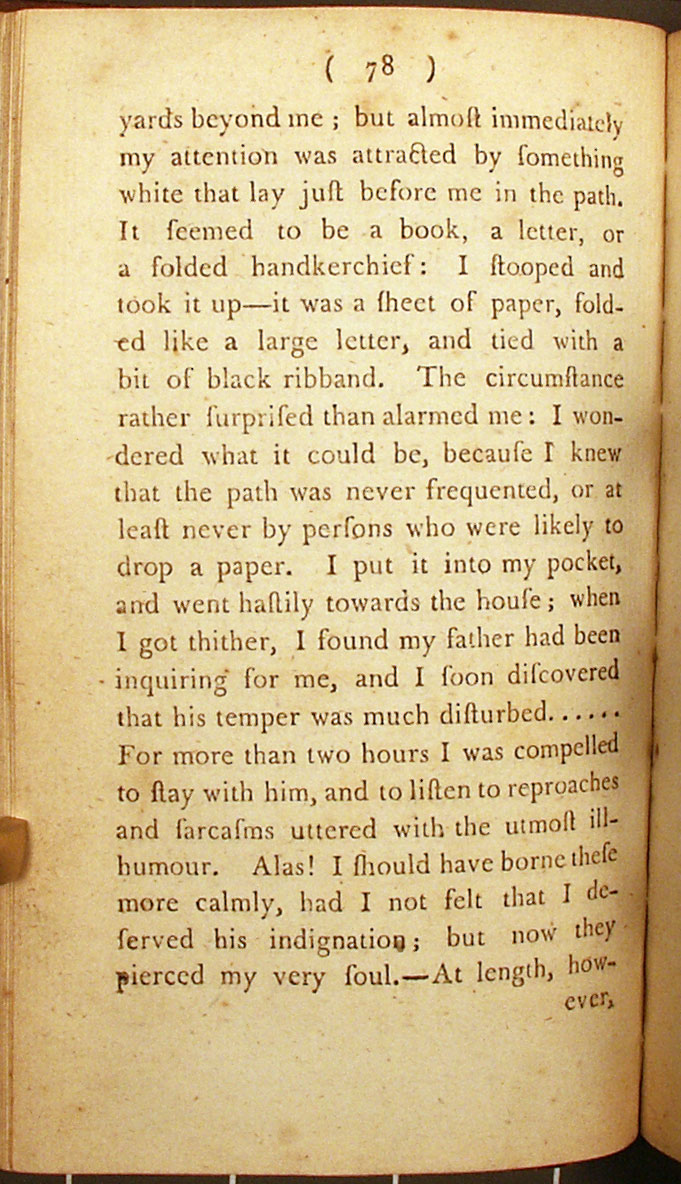 ( 78 )
yards beyond me ; but almoſt immediately
my attention was attracted by ſomething
white that lay juſt before me in the path.
It ſeemed to be a book, a letter, or
a folded handkerchief: I ſtooped and
took it up—it was a ſheet of paper, fold-
ed like a large letter, and tied with a
bit of black ribband. The circumſtance
rather ſurpriſed than alarmed me: I won-
dered what it could be, becauſe I knew
that the path was never frequented, or at
leaſt never by perſons who were likely to
drop a paper. I put it into my pocket,
and went haſtily towards the houſe; when
I got thither, I found my father had been
inquiring for me, and I ſoon diſcovered
that his temper was much diſturbed......
For more than two hours I was compelled
to ſtay with him, and to liſten to reproaches
and ſarcaſms uttered with the utmoſt ill-
humour. Alas! I ſhould have borne theſe
more calmly, had I not felt that I de-
ſerved his indignation; but now they
pierced my very ſoul.—At length, how-
ever,